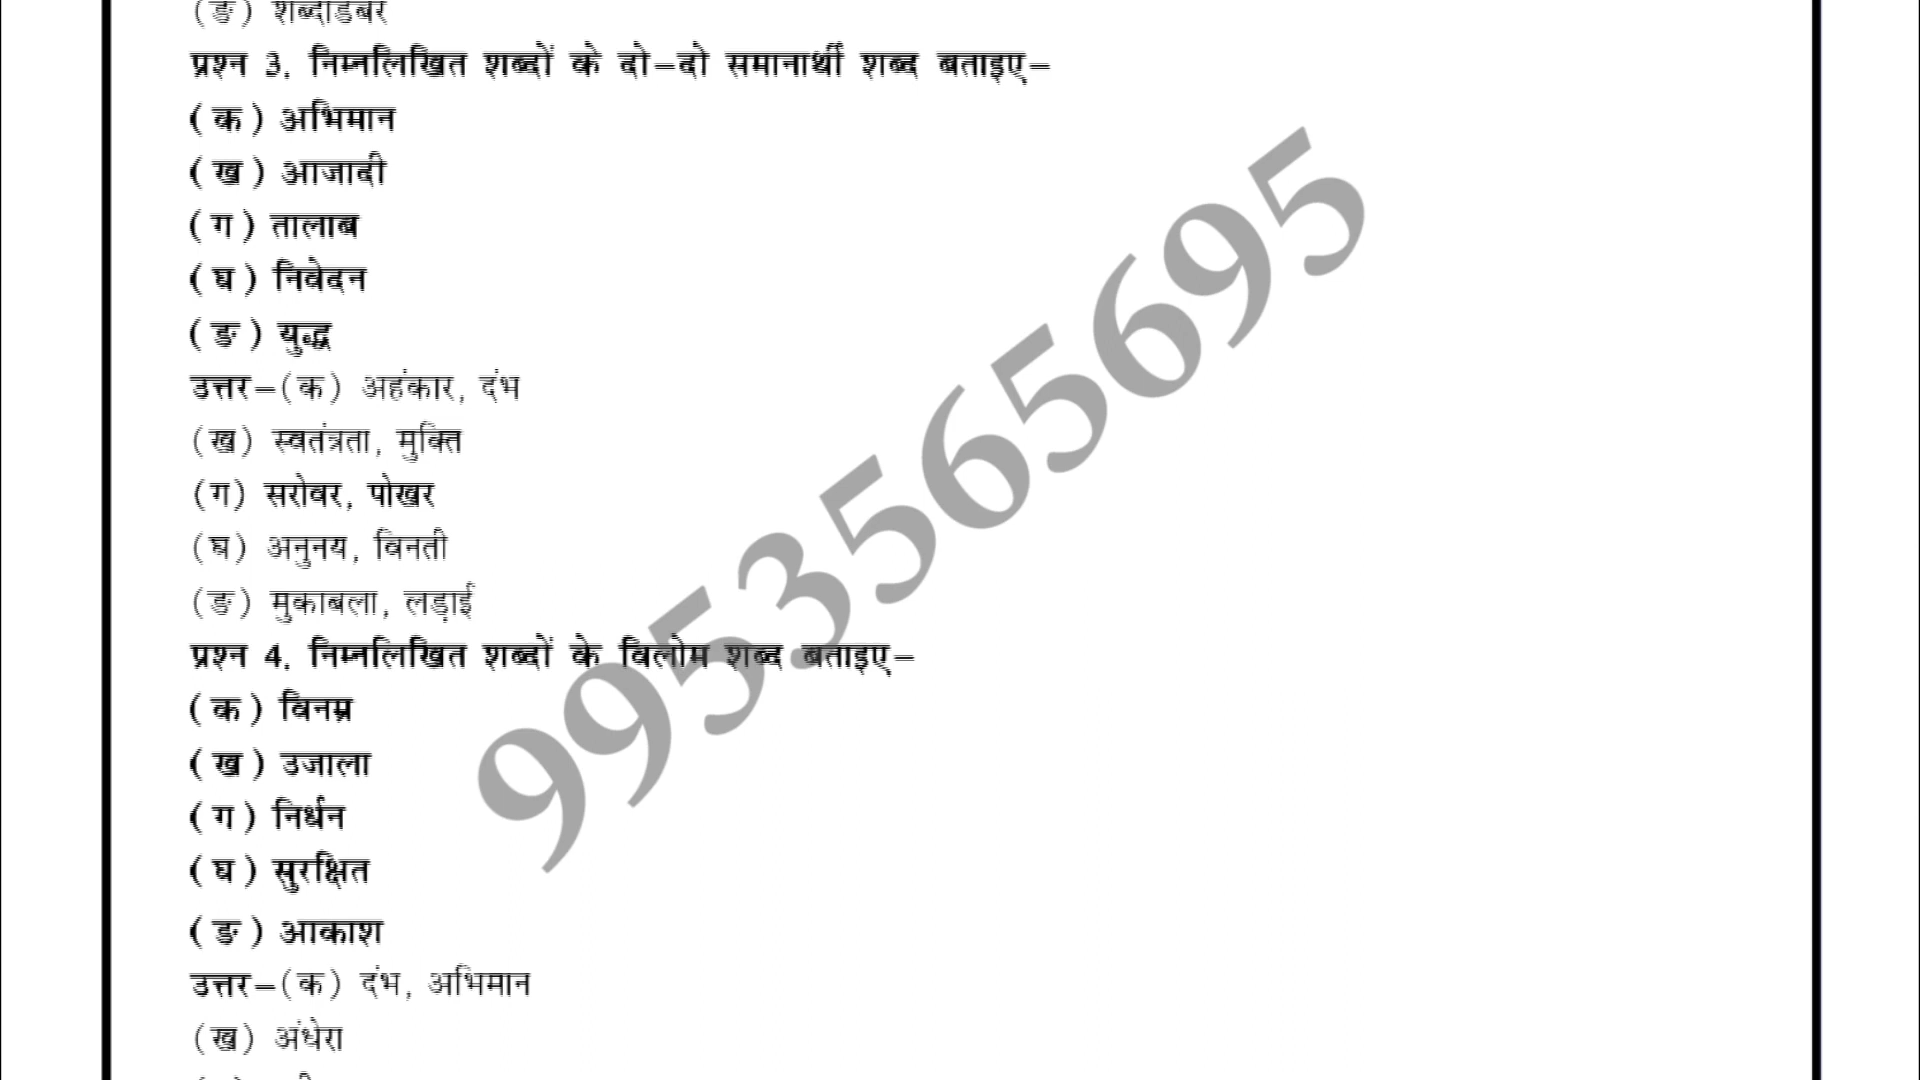 (ङ) शब्दाडंबर
प्रश्न 3. निम्नलिखित शब्दों के दो-दो समानार्थी शब्द बताइए-
(क) अभिमान
(ख) आजादी
(ग) तालाब
(घ) निवेदन
(ङ) युद्ध
उत्तर-(क) अहंकार, दंभ
(ख) स्वतंत्रता, मुक्ति
(ग) सरोवर, पोखर
(घ) अनुनय, विनती
(ङ) मुकाबला, लड़ाई
प्रश्न 4. निम्नलिखित शब्दों के विलोम शब्द बताइए-
(क) विनम्र
(ख) उजाला
(ग) निर्धन
(घ) सुरक्षित
(ङ) आकाश
उत्तर-(क) दंभ, अभिमान
(ख) अंधेरा
9953565695